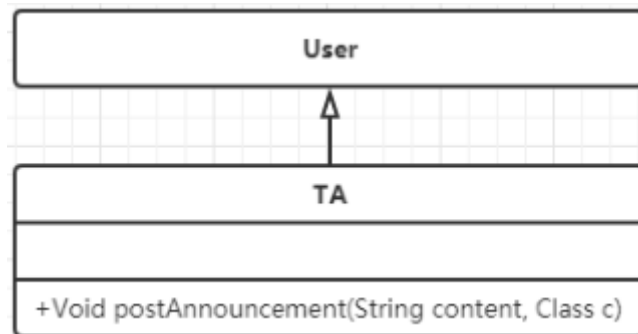 User
TA
+Void postAnnouncement(String content, Class c)